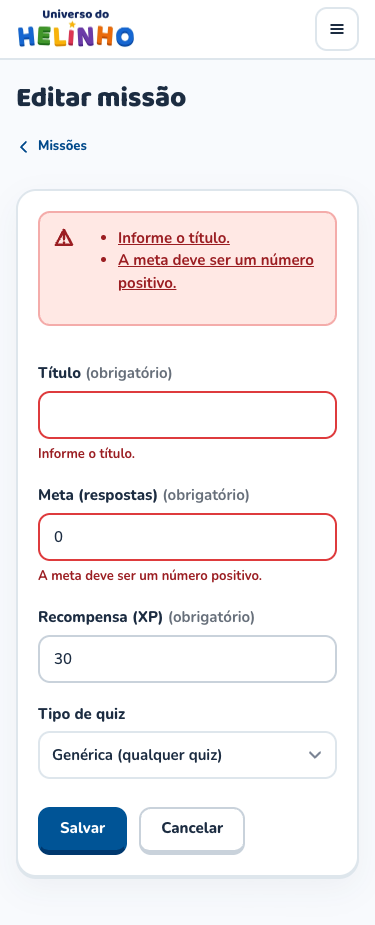 Universo do
HELINHO
Editar missão
Missões
Informe o título.
A meta deve ser um número
positivo.
Título (obrigatório)
Informe o título.
Meta (respostas) (obrigatório)
0
A meta deve ser um número positivo.
Recompensa (XP) (obrigatório)
30
Tipo de quiz
Genérica (qualquer quiz)
Salvar Cancelar